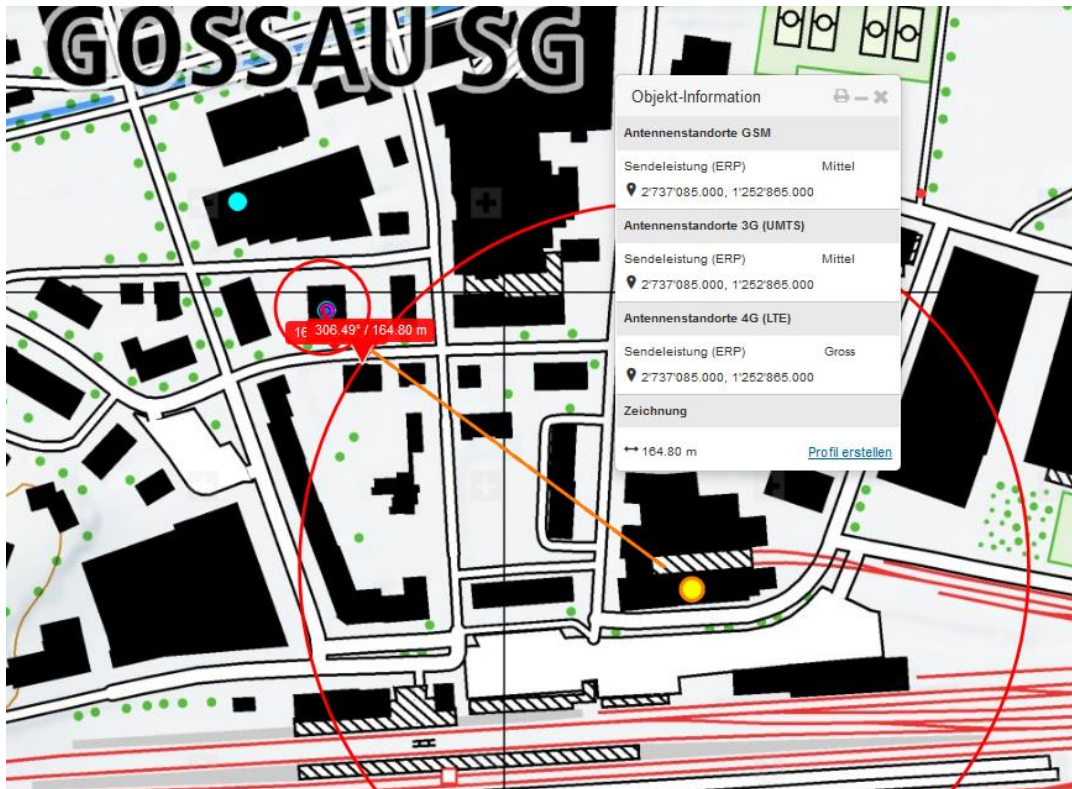 GOSSAU SG
Objekt-Information
Antennenstandorte GSM
Sendeleistung (ERP) Mittel
2'737'085.000, 1'252'865.000
Antennenstandorte 3G (UMTS)
Sendeleistung (ERP) Mittel
2'737'085.000, 1'252'865.000
Antennenstandorte 4G (LTE)
Sendeleistung (ERP) Gross
2'737'085.000, 1'252'865.000
Zeichnung
164.80 m Profil erstellen
16
306.49° / 164.80 m